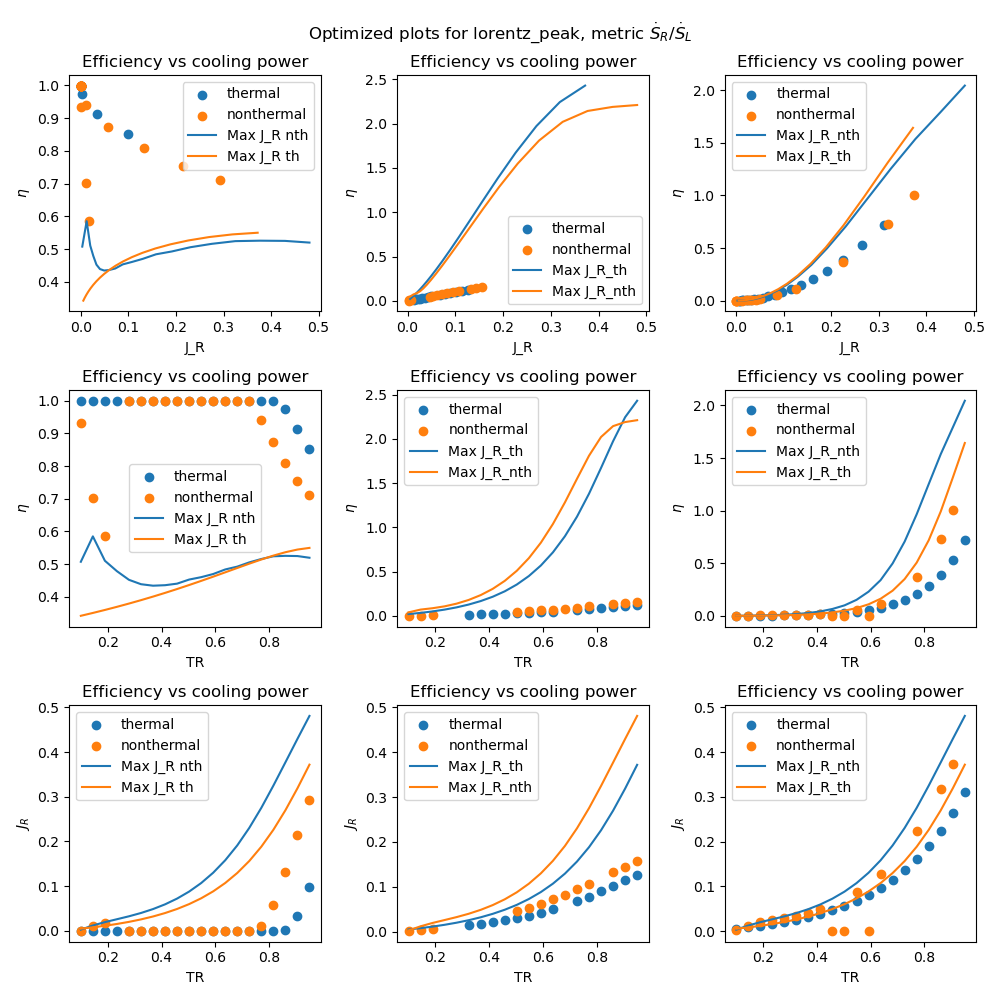 Optimized plots for lorentz_peak, metric $\dot{S}_R/\dot{S}_L$
Efficiency vs cooling power
1.0
0.9
0.8
0.7
0.6
0.5
0.4
η
0.0
0.1
0.2
0.3
0.4
0.5
J_R
thermal
nonthermal
Max J_R nth
Max J_R th
Efficiency vs cooling power
2.5
2.0
1.5
1.0
0.5
0.0
η
0.0
0.1
0.2
0.3
0.4
0.5
J_R
thermal
nonthermal
Max J_R_th
Max J_R_nth
Efficiency vs cooling power
2.0
1.5
1.0
0.5
0.0
η
0.0
0.1
0.2
0.3
0.4
0.5
J_R
thermal
nonthermal
Max J_R_nth
Max J_R_th
Efficiency vs cooling power
1.0
0.9
0.8
0.7
0.6
0.5
0.4
η
0.2
0.4
0.6
0.8
TR
thermal
nonthermal
Max J_R nth
Max J_R th
Efficiency vs cooling power
2.5
2.0
1.5
1.0
0.5
0.0
η
0.2
0.4
0.6
0.8
TR
thermal
nonthermal
Max J_R_th
Max J_R_nth
Efficiency vs cooling power
2.0
1.5
1.0
0.5
0.0
η
0.2
0.4
0.6
0.8
TR
thermal
nonthermal
Max J_R_nth
Max J_R_th
Efficiency vs cooling power
0.5
0.4
0.3
0.2
0.1
0.0
$J_R$
0.2
0.4
0.6
0.8
TR
thermal
nonthermal
Max J_R nth
Max J_R th
Efficiency vs cooling power
0.5
0.4
0.3
0.2
0.1
0.0
$J_R$
0.2
0.4
0.6
0.8
TR
thermal
nonthermal
Max J_R_th
Max J_R_nth
Efficiency vs cooling power
0.5
0.4
0.3
0.2
0.1
0.0
$J_R$
0.2
0.4
0.6
0.8
TR
thermal
nonthermal
Max J_R_nth
Max J_R_th